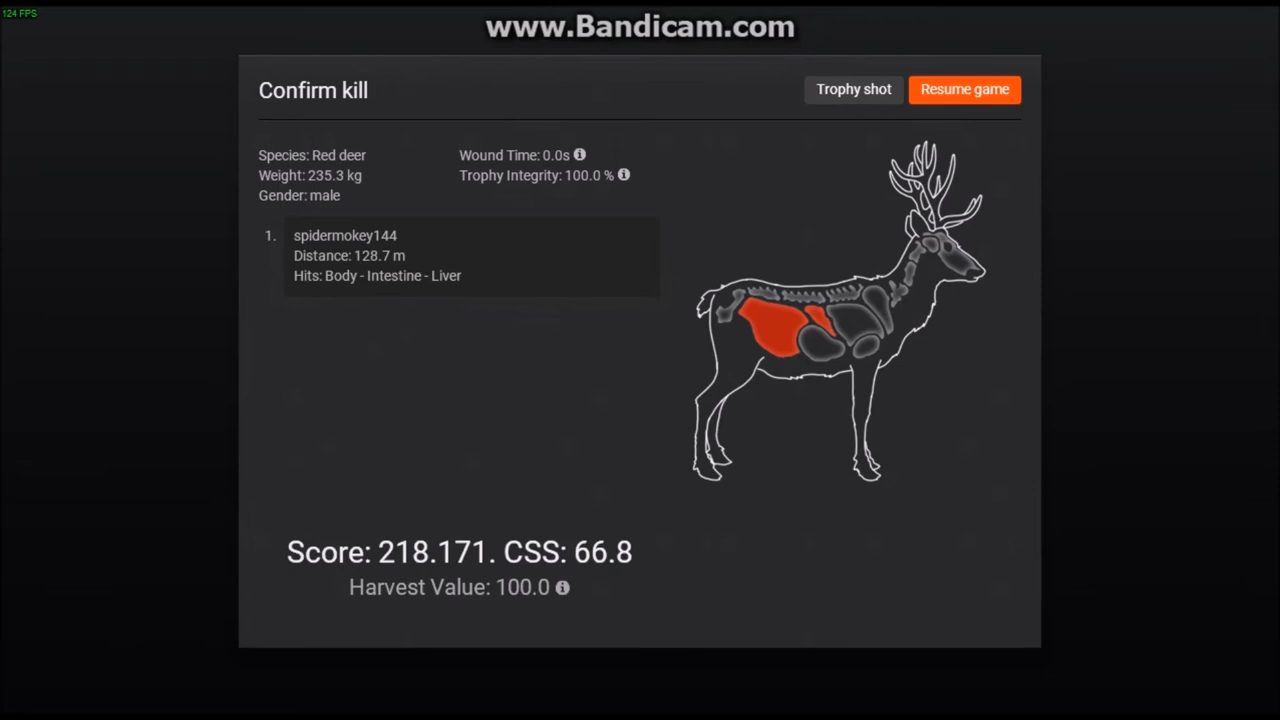 124 FPS
www.Bandicam.com
Confirm kill
Trophy shot
Resume game
Species: Red deer
Weight: 235.3 kg
Gender: male
Wound Time: 0.0s
Trophy Integrity: 100.0 %
1.
spidermokey144
Distance: 128.7 m
Hits: Body - Intestine - Liver
Score: 218.171. CSS: 66.8
Harvest Value: 100.0